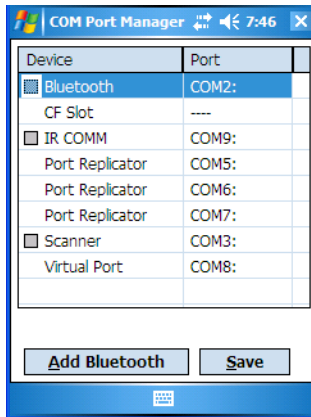 COM Port Manager 7:46
Device Port
Bluetooth COM2:
CF Slot ----
IR COMM COM9:
Port Replicator COM5:
Port Replicator COM6:
Port Replicator COM7:
Scanner COM3:
Virtual Port COM8:
Add Bluetooth Save